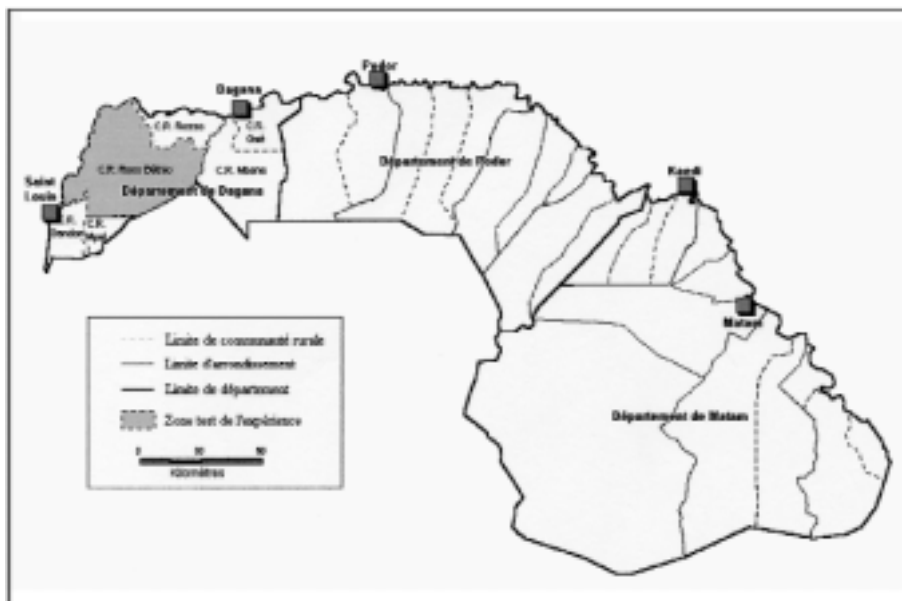 Podor
Dagana
C.R. Rosso
C.R.
C.R. Ross Béthio
C.R. Mbane
Département de Podor
Kaedi
Saint
Louis
Département de Dagana
C.R.
C.R.
Matam
Limite de communauté rurale
Limite d'arrondissement
Limite de département
Zone test de l'expérience
Kilomètres
Département de Matam